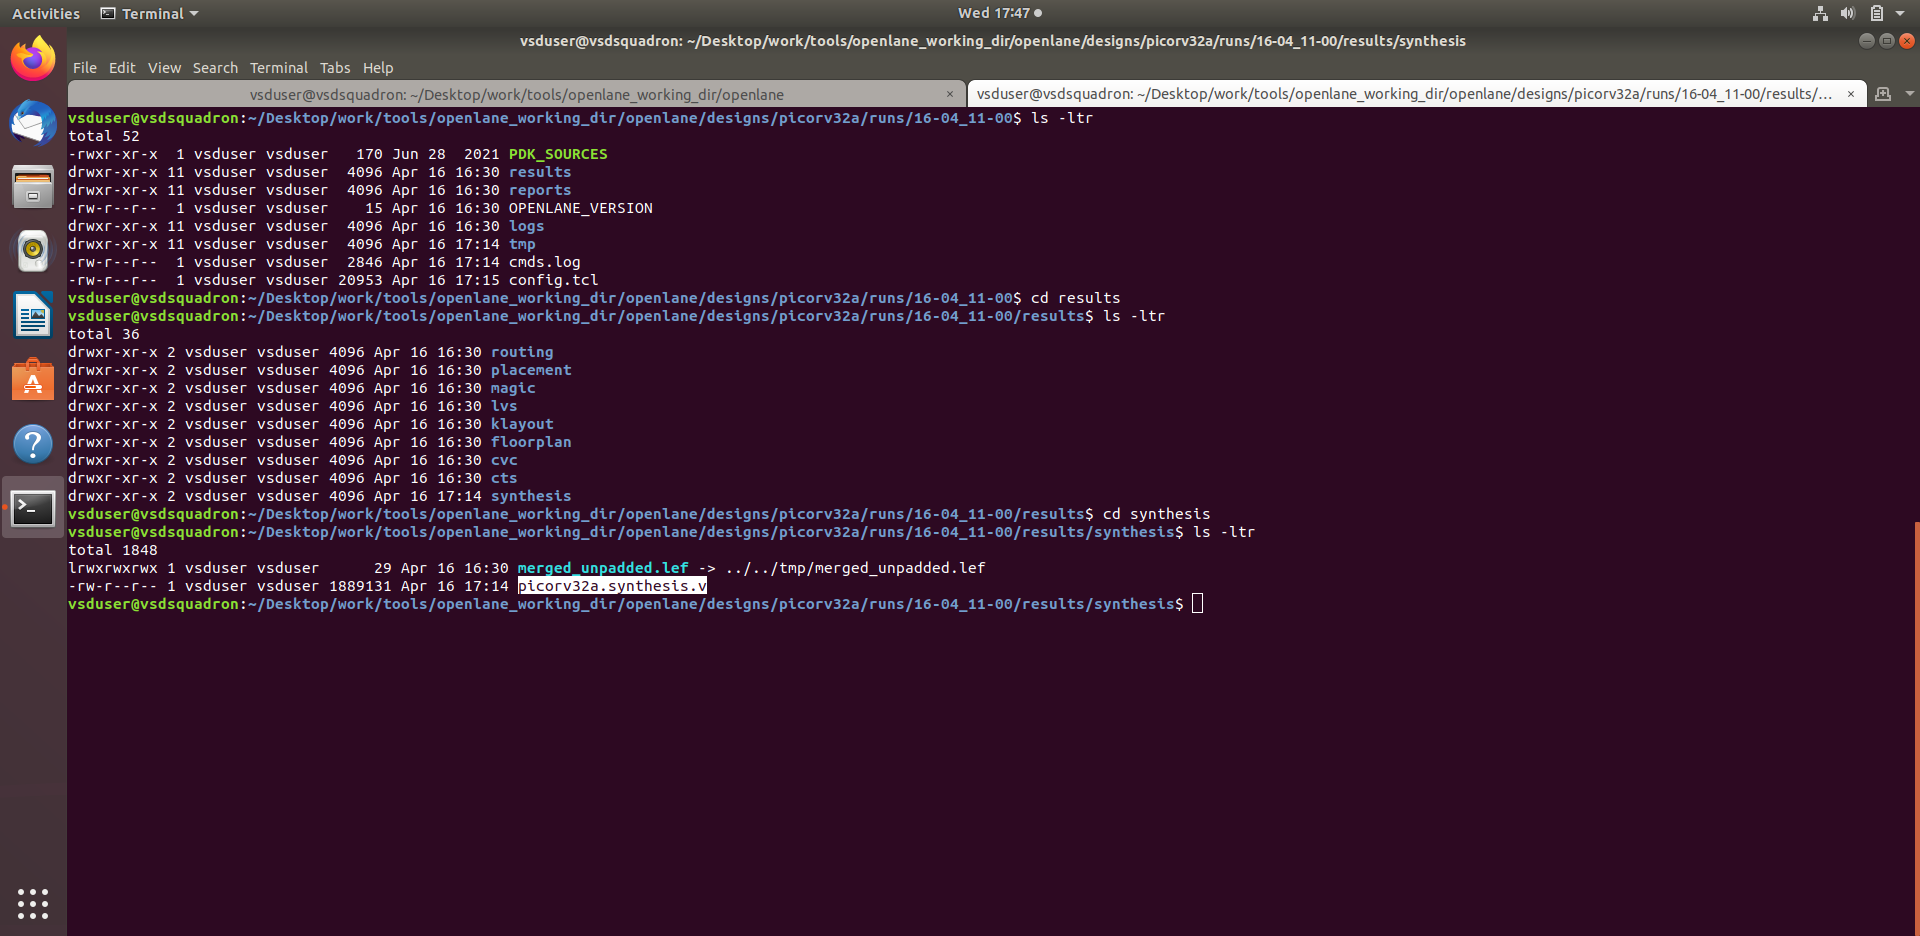 Activities Terminal Wed 17:47
vsduser@vsdsquadron: ~/Desktop/work/tools/openlane_working_dir/openlane/designs/picorv32a/runs/16-04_11-00/results/synthesis
File Edit View Search Terminal Tabs Help
vsduser@vsdsquadron: ~/Desktop/work/tools/openlane_working_dir/openlane × vsduser@vsdsquadron: ~/Desktop/work/tools/openlane_working_dir/openlane/designs/picorv32a/runs/16-04_11-00/results/... ×
vsduser@vsdsquadron:~/Desktop/work/tools/openlane_working_dir/openlane/designs/picorv32a/runs/16-04_11-00$ ls -ltr
total 52
-rwxr-xr-x  1 vsduser vsduser   170 Jun 28  2021 PDK_SOURCES
drwxr-xr-x 11 vsduser vsduser  4096 Apr 16 16:30 results
drwxr-xr-x 11 vsduser vsduser  4096 Apr 16 16:30 reports
-rw-r--r--  1 vsduser vsduser    15 Apr 16 16:30 OPENLANE_VERSION
drwxr-xr-x 11 vsduser vsduser  4096 Apr 16 16:30 logs
drwxr-xr-x 11 vsduser vsduser  4096 Apr 16 17:14 tmp
-rw-r--r--  1 vsduser vsduser  2846 Apr 16 17:14 cmds.log
-rw-r--r--  1 vsduser vsduser 20953 Apr 16 17:15 config.tcl
vsduser@vsdsquadron:~/Desktop/work/tools/openlane_working_dir/openlane/designs/picorv32a/runs/16-04_11-00$ cd results
vsduser@vsdsquadron:~/Desktop/work/tools/openlane_working_dir/openlane/designs/picorv32a/runs/16-04_11-00/results$ ls -ltr
total 36
drwxr-xr-x 2 vsduser vsduser 4096 Apr 16 16:30 routing
drwxr-xr-x 2 vsduser vsduser 4096 Apr 16 16:30 placement
drwxr-xr-x 2 vsduser vsduser 4096 Apr 16 16:30 magic
drwxr-xr-x 2 vsduser vsduser 4096 Apr 16 16:30 lvs
drwxr-xr-x 2 vsduser vsduser 4096 Apr 16 16:30 klayout
drwxr-xr-x 2 vsduser vsduser 4096 Apr 16 16:30 floorplan
drwxr-xr-x 2 vsduser vsduser 4096 Apr 16 16:30 cvc
drwxr-xr-x 2 vsduser vsduser 4096 Apr 16 16:30 cts
drwxr-xr-x 2 vsduser vsduser 4096 Apr 16 17:14 synthesis
vsduser@vsdsquadron:~/Desktop/work/tools/openlane_working_dir/openlane/designs/picorv32a/runs/16-04_11-00/results$ cd synthesis
vsduser@vsdsquadron:~/Desktop/work/tools/openlane_working_dir/openlane/designs/picorv32a/runs/16-04_11-00/results/synthesis$ ls -ltr
total 1848
lrwxrwxrwx 1 vsduser vsduser      29 Apr 16 16:30 merged_unpadded.lef -> ../../tmp/merged_unpadded.lef
-rw-r--r-- 1 vsduser vsduser 1889131 Apr 16 17:14 picorv32a.synthesis.v
vsduser@vsdsquadron:~/Desktop/work/tools/openlane_working_dir/openlane/designs/picorv32a/runs/16-04_11-00/results/synthesis$